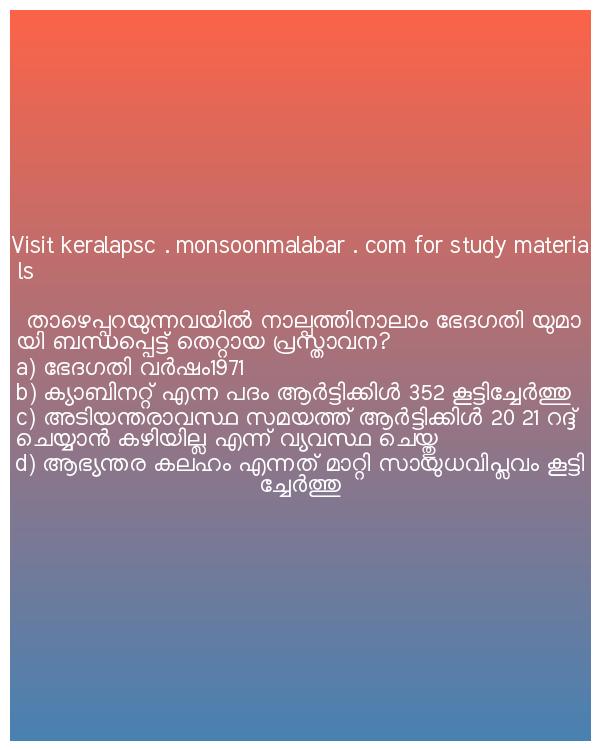 Visit keralapsc . monsoonmalabar . com for study materia
ls
താഴെപ്പറയുന്നവയിൽ നാല്പത്തിനാലാം ഭേദഗതി യുമാ
യി ബന്ധപ്പെട്ട് തെറ്റായ പ്രസ്താവന?
a) ഭേദഗതി വർഷം1971
b) ക്യാബിനറ്റ് എന്ന പദം ആർട്ടിക്കിൾ 352 കൂട്ടിച്ചേർത്തു
c) അടിയന്തരാവസ്ഥ സമയത്ത് ആർട്ടിക്കിൾ 20 21 റദ്ദ്
ചെയ്യാൻ കഴിയില്ല എന്ന് വ്യവസ്ഥ ചെയ്തു
d) ആഭ്യന്തര കലഹം എന്നത് മാറ്റി സായുധവിപ്ലവം കൂട്ടി
ച്ചേർത്തു